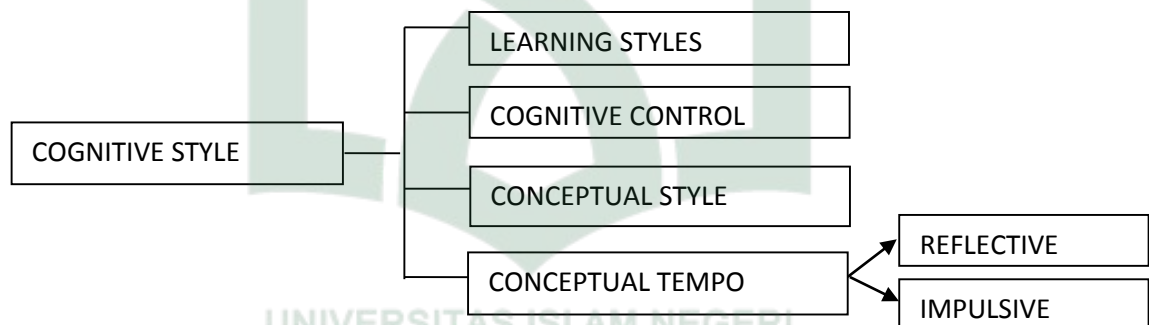 LEARNING STYLES
COGNITIVE CONTROL
COGNITIVE STYLE
CONCEPTUAL STYLE
REFLECTIVE
CONCEPTUAL TEMPO
IMPULSIVE
UNIVERSITAS ISLAM NEGERI